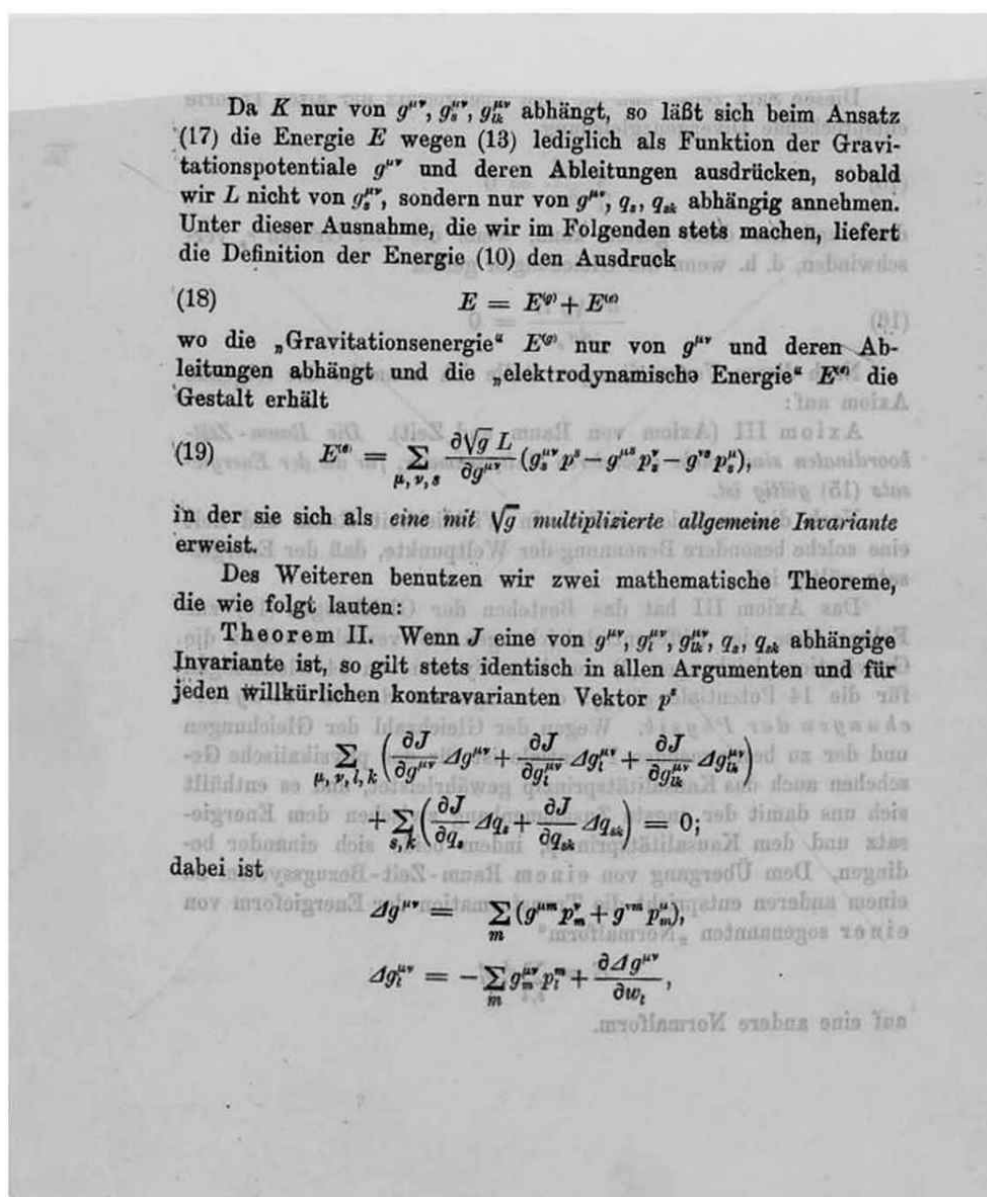 Da K nur von g^{μν}, g_s^{μν}, g_{lk}^{μν} abhängt, so läßt sich beim Ansatz
(17) die Energie E wegen (13) lediglich als Funktion der Gravi-
tationspotentiale g^{μν} und deren Ableitungen ausdrücken, sobald
wir L nicht von g_s^{μν}, sondern nur von g^{μν}, q_s, q_{sk} abhängig annehmen.
Unter dieser Ausnahme, die wir im Folgenden stets machen, liefert
die Definition der Energie (10) den Ausdruck
(18) E = E^{(g)} + E^{(e)}
wo die „Gravitationsenergie“ E^{(g)} nur von g^{μν} und deren Ab-
leitungen abhängt und die „elektrodynamische Energie“ E^{(e)} die
Gestalt erhält
(19) E^{(e)} = ∑_{μ, ν, s} ∂√g L / ∂g^{μν} (g_s^{μν} p^s − g^{μs} p_s^ν − g^{νs} p_s^μ),
in der sie sich als eine mit √g multiplizierte allgemeine Invariante
erweist.
Des Weiteren benutzen wir zwei mathematische Theoreme,
die wie folgt lauten:
Theorem II. Wenn J eine von g^{μν}, g_l^{μν}, g_{lk}^{μν}, q_s, q_{sk} abhängige
Invariante ist, so gilt stets identisch in allen Argumenten und für
jeden willkürlichen kontravarianten Vektor p^s
∑_{μ, ν, l, k} (∂J/∂g^{μν} Δg^{μν} + ∂J/∂g_l^{μν} Δg_l^{μν} + ∂J/∂g_{lk}^{μν} Δg_{lk}^{μν})
+ ∑_{s, k} (∂J/∂q_s Δq_s + ∂J/∂q_{sk} Δq_{sk}) = 0;
dabei ist
Δg^{μν} = ∑_m (g^{μm} p_m^ν + g^{νm} p_m^μ),
Δg_l^{μν} = − ∑_m g_m^{μν} p_l^m + ∂Δg^{μν}/∂w_l,